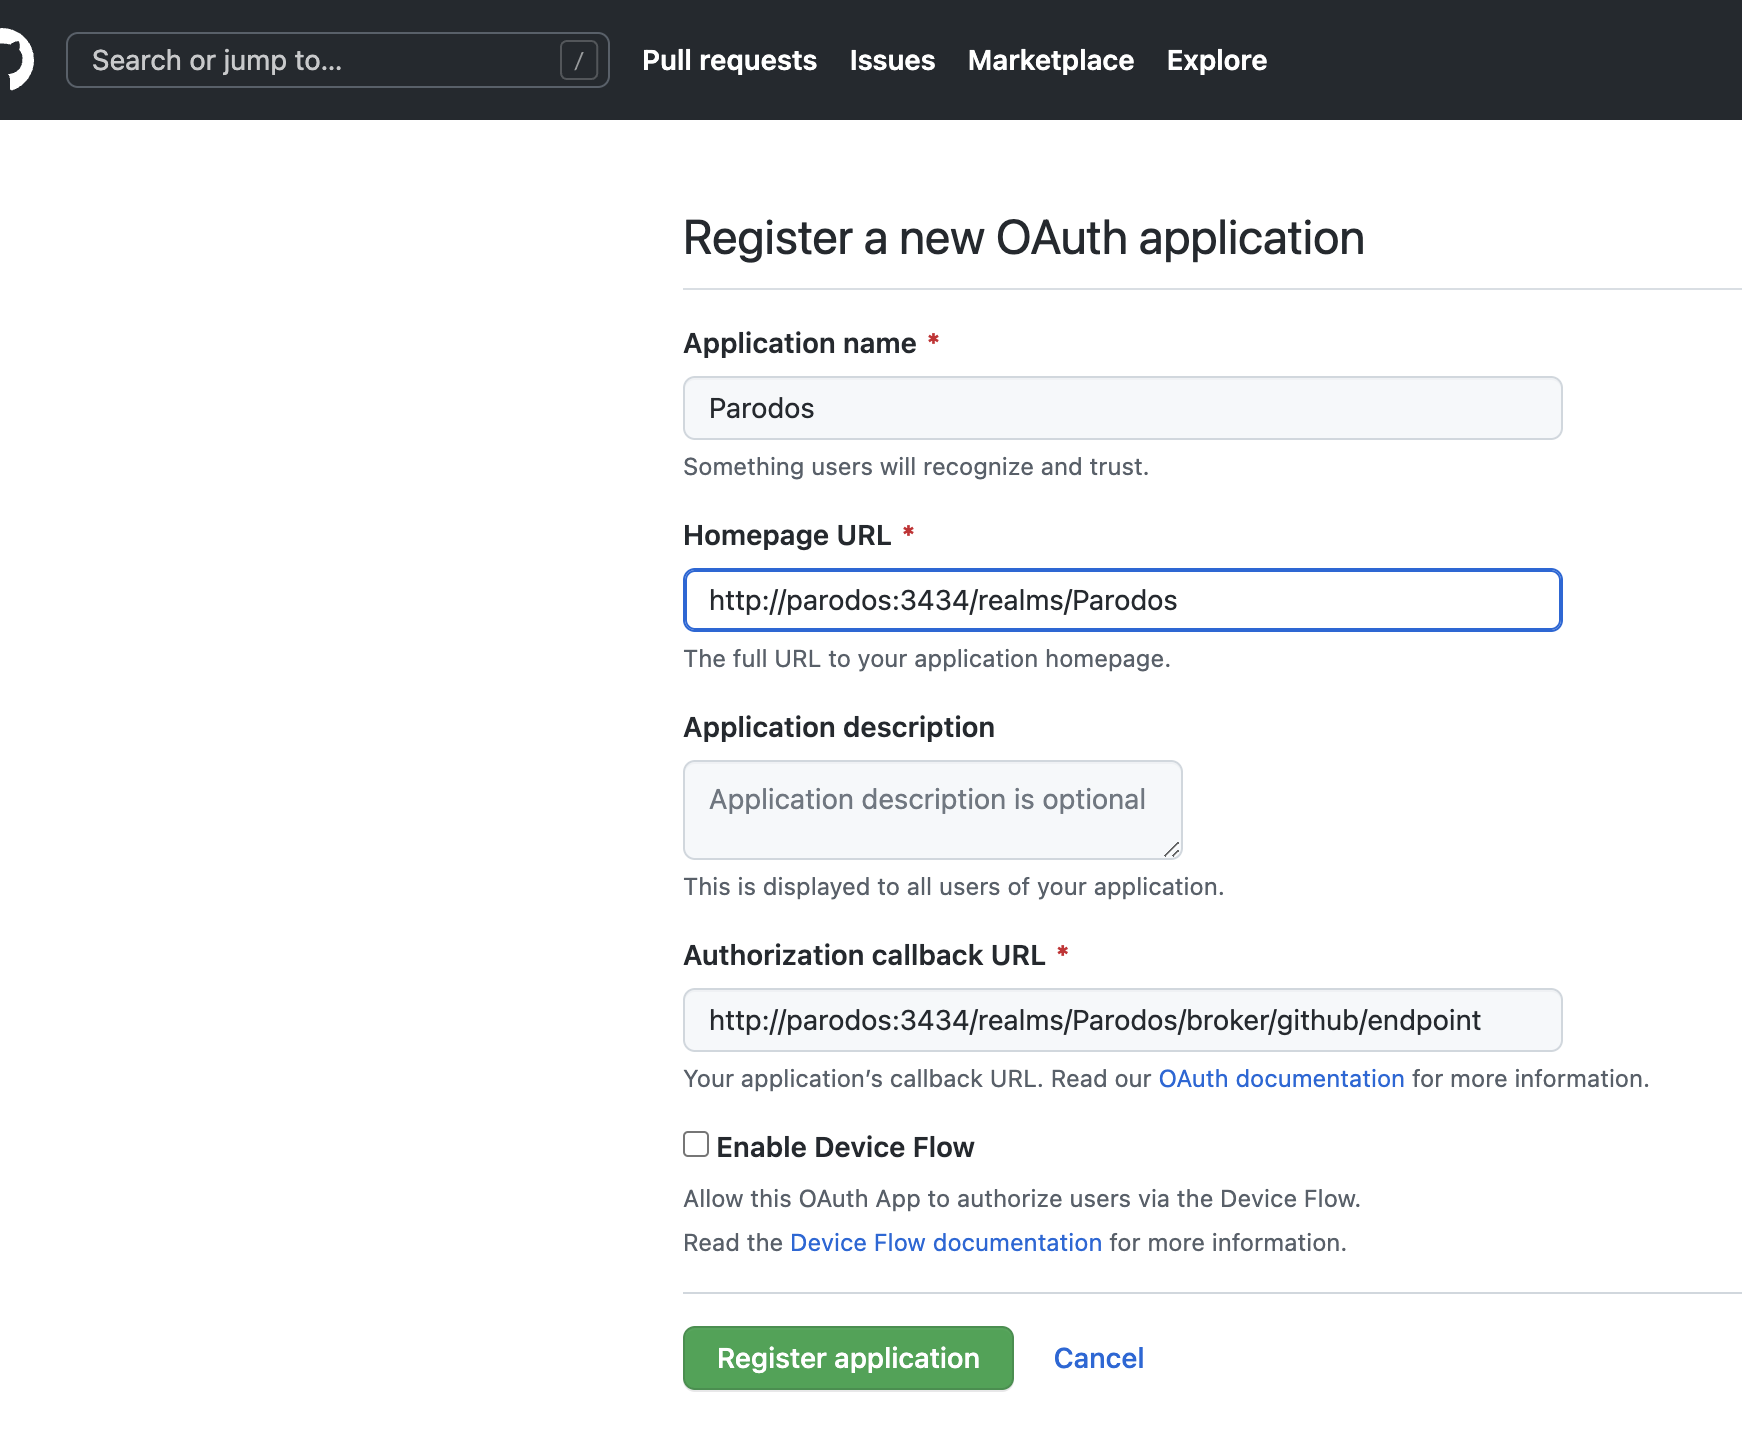 Search or jump to... /
Pull requests Issues Marketplace Explore
Register a new OAuth application
Application name *
Parodos
Something users will recognize and trust.
Homepage URL *
http://parodos:3434/realms/Parodos
The full URL to your application homepage.
Application description
Application description is optional
This is displayed to all users of your application.
Authorization callback URL *
http://parodos:3434/realms/Parodos/broker/github/endpoint
Your application’s callback URL. Read our OAuth documentation for more information.
Enable Device Flow
Allow this OAuth App to authorize users via the Device Flow.
Read the Device Flow documentation for more information.
Register application Cancel